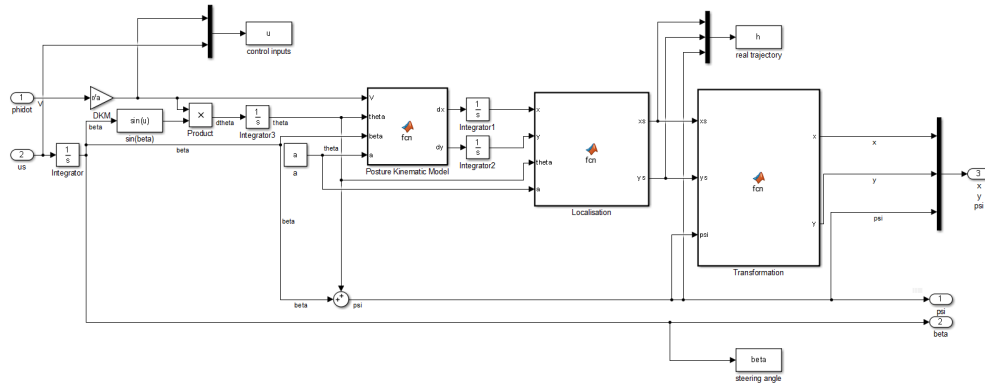 u
control inputs
h
real trajectory
1
phidot
V
r/a
DKM
beta
sin(u)
sin(beta)
×
Product
dtheta
1
s
Integrator3
theta
V
theta
beta
a
fcn
dx
dy
Posture Kinematic Model
1
s
Integrator1
1
s
Integrator2
x
Y
theta
a
fcn
xs
ys
Localisation
xs
ys
psi
fcn
x
Y
Transformation
x
y
psi
3
x
y
psi
2
us
1
s
Integrator
beta
a
a
theta
beta
beta
+
+
psi
1
psi
2
beta
beta
steering angle